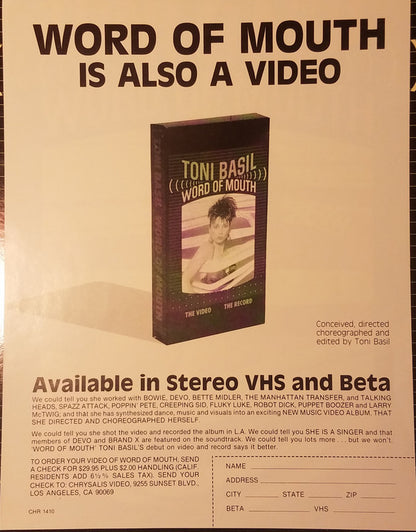 WORD OF MOUTH
IS ALSO A VIDEO
TONI BASIL WORD OF MOUTH
TONI BASIL
WORD OF MOUTH
THE VIDEO THE RECORD
Conceived, directed
choreographed and
edited by Toni Basil
Available in Stereo VHS and Beta
We could tell you she worked with BOWIE, DEVO, BETTE MIDLER, THE MANHATTAN TRANSFER, and TALKING
HEADS, SPAZZ ATTACK, POPPIN' PETE, CREEPING SID, FLUKY LUKE, ROBOT DICK, PUPPET BOOZER and LARRY
McTWIG; and that she has synthesized dance, music and visuals into an exciting NEW MUSIC VIDEO ALBUM, THAT
SHE DIRECTED AND CHOREOGRAPHED HERSELF.
We could tell you she shot the video and recorded the album in L.A. We could tell you SHE IS A SINGER and that
members of DEVO and BRAND X are featured on the soundtrack. We could tell you lots more . . . but we won't.
'WORD OF MOUTH' TONI BASIL'S debut on video and record says it better.
TO ORDER YOUR VIDEO OF WORD OF MOUTH, SEND
A CHECK FOR $29.95 PLUS $2.00 HANDLING (CALIF.
RESIDENTS ADD 6½% SALES TAX). SEND YOUR
CHECK TO: CHRYSALIS VIDEO, 9255 SUNSET BLVD.,
LOS ANGELES, CA 90069
CHR 1410
NAME
ADDRESS
CITY STATE ZIP
BETA VHS